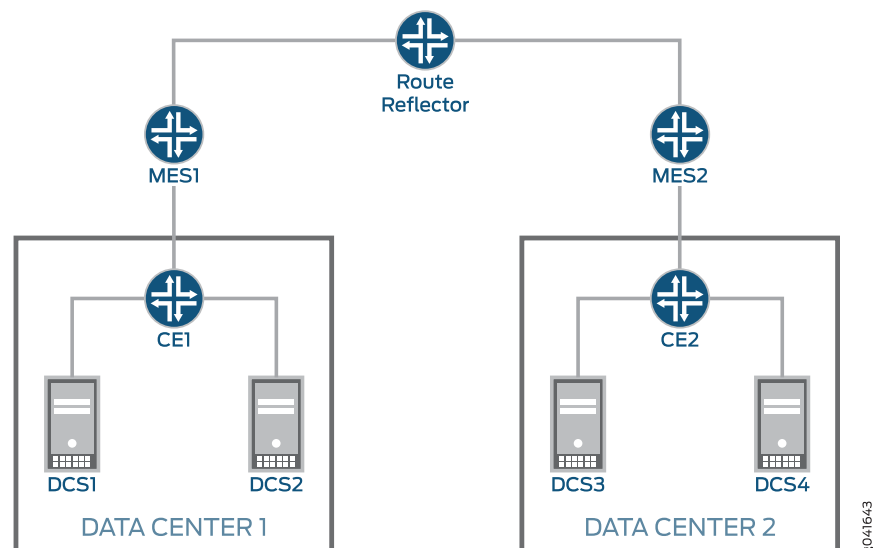 Route
Reflector
MES1
MES2
CE1
CE2
DCS1
DCS2
DCS3
DCS4
DATA CENTER 1
DATA CENTER 2